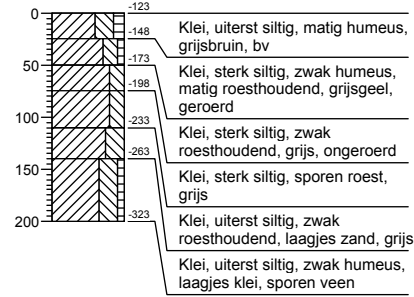 0
50
100
150
200
-123
-148
-173
-198
-233
-263
-323
Klei, uiterst siltig, matig humeus,
grijsbruin, bv
Klei, sterk siltig, zwak humeus,
matig roesthoudend, grijsgeel,
geroerd
Klei, sterk siltig, zwak
roesthoudend, grijs, ongeroerd
Klei, sterk siltig, sporen roest,
grijs
Klei, uiterst siltig, zwak
roesthoudend, laagjes zand, grijs
Klei, uiterst siltig, zwak humeus,
laagjes klei, sporen veen